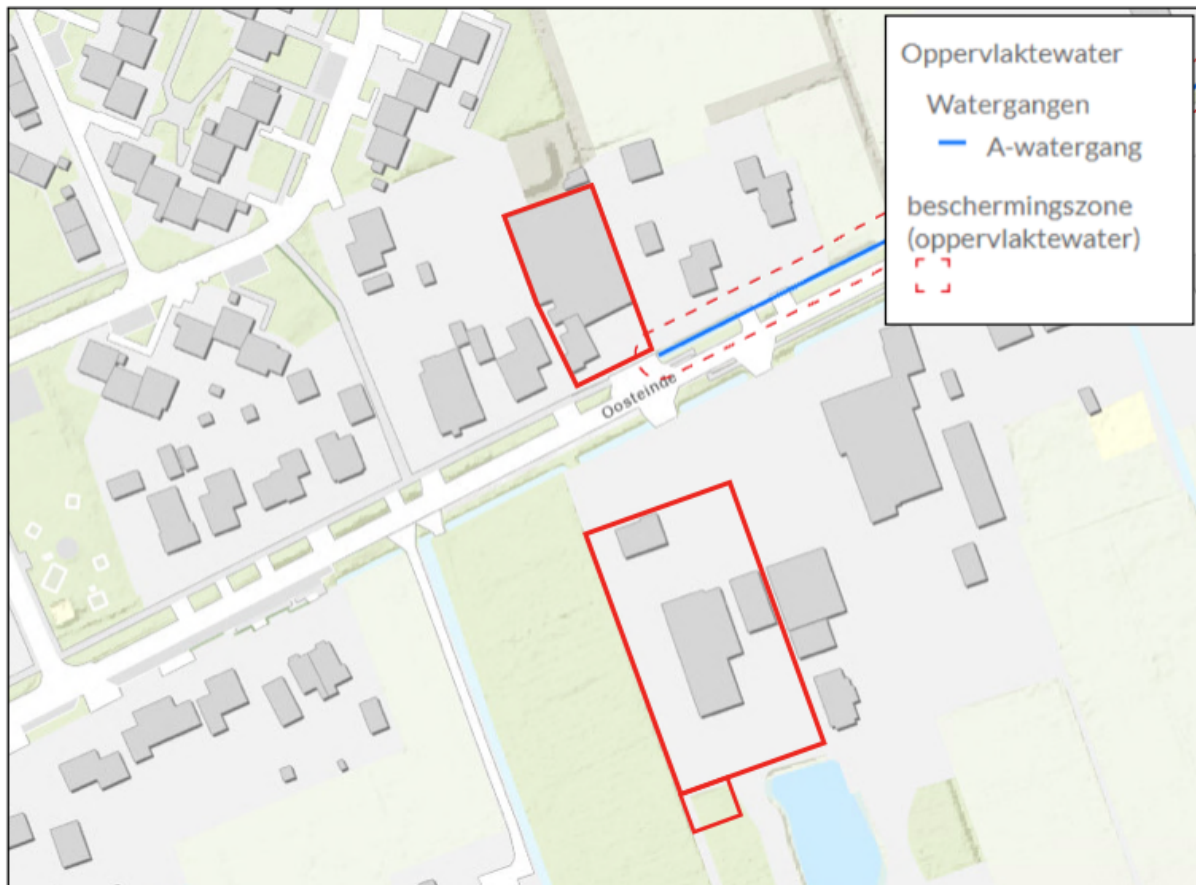 Oppervlaktewater
Watergangen
A-watergang
beschermingszone
(oppervlaktewater)
Oosteinde